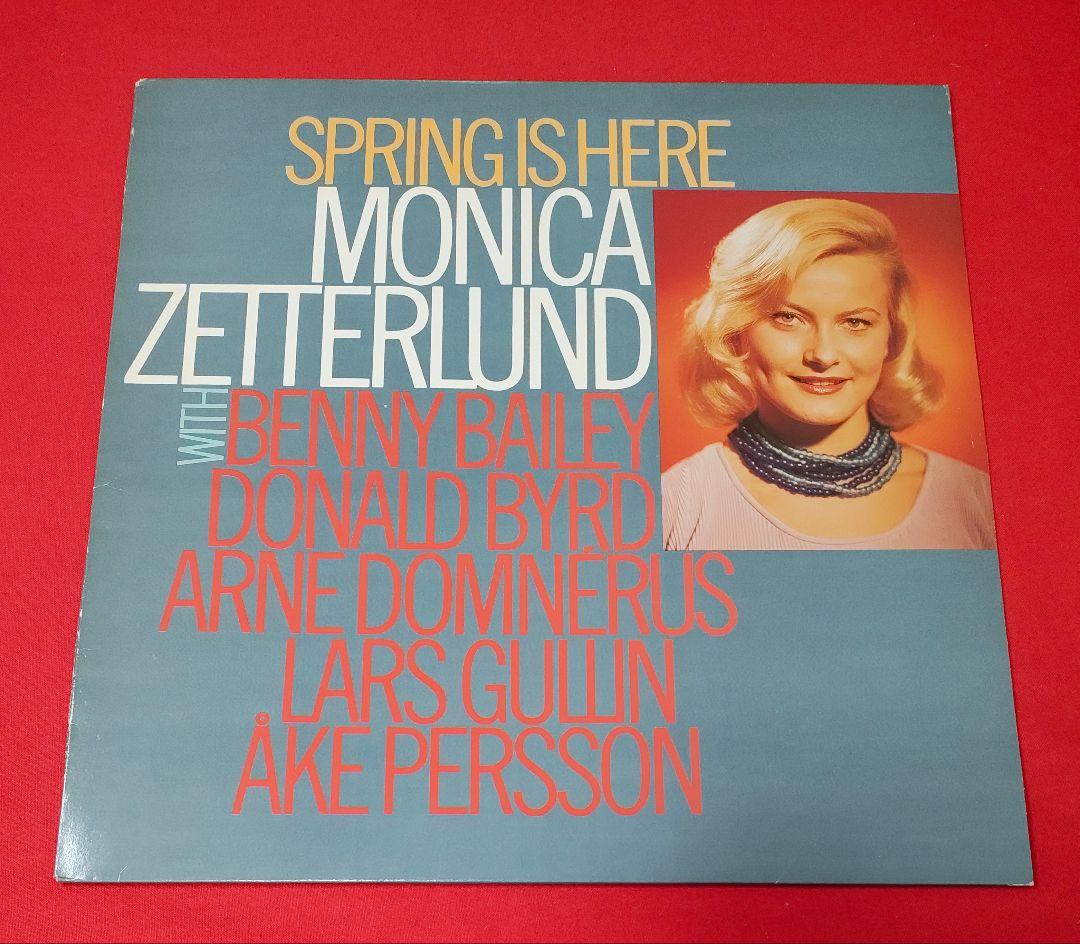 SPRING IS HERE
MONICA
ZETTERLUND
WITH BENNY BAILEY
DONALD BYRD
ARNE DOMNÉRUS
LARS GULLIN
ÅKE PERSSON